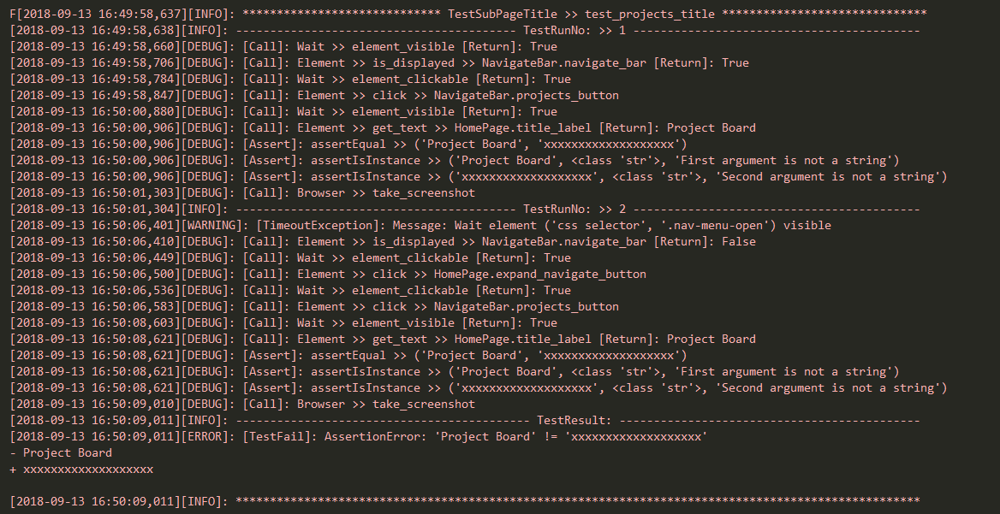 F[2018-09-13 16:49:58,637][INFO]: ***************************** TestSubPageTitle >> test_projects_title ******************************
[2018-09-13 16:49:58,638][INFO]: ----------------------------------------- TestRunNo: >> 1 ------------------------------------------
[2018-09-13 16:49:58,660][DEBUG]: [Call]: Wait >> element_visible [Return]: True
[2018-09-13 16:49:58,706][DEBUG]: [Call]: Element >> is_displayed >> NavigateBar.navigate_bar [Return]: True
[2018-09-13 16:49:58,784][DEBUG]: [Call]: Wait >> element_clickable [Return]: True
[2018-09-13 16:49:58,847][DEBUG]: [Call]: Element >> click >> NavigateBar.projects_button
[2018-09-13 16:50:00,880][DEBUG]: [Call]: Wait >> element_visible [Return]: True
[2018-09-13 16:50:00,906][DEBUG]: [Call]: Element >> get_text >> HomePage.title_label [Return]: Project Board
[2018-09-13 16:50:00,906][DEBUG]: [Assert]: assertEqual >> ('Project Board', 'xxxxxxxxxxxxxxxxxxx')
[2018-09-13 16:50:00,906][DEBUG]: [Assert]: assertIsInstance >> ('Project Board', <class 'str'>, 'First argument is not a string')
[2018-09-13 16:50:00,906][DEBUG]: [Assert]: assertIsInstance >> ('xxxxxxxxxxxxxxxxxxx', <class 'str'>, 'Second argument is not a string')
[2018-09-13 16:50:01,303][DEBUG]: [Call]: Browser >> take_screenshot
[2018-09-13 16:50:01,304][INFO]: ----------------------------------------- TestRunNo: >> 2 ------------------------------------------
[2018-09-13 16:50:06,401][WARNING]: [TimeoutException]: Message: Wait element ('css selector', '.nav-menu-open') visible
[2018-09-13 16:50:06,410][DEBUG]: [Call]: Element >> is_displayed >> NavigateBar.navigate_bar [Return]: False
[2018-09-13 16:50:06,449][DEBUG]: [Call]: Wait >> element_clickable [Return]: True
[2018-09-13 16:50:06,500][DEBUG]: [Call]: Element >> click >> HomePage.expand_navigate_button
[2018-09-13 16:50:06,536][DEBUG]: [Call]: Wait >> element_clickable [Return]: True
[2018-09-13 16:50:06,583][DEBUG]: [Call]: Element >> click >> NavigateBar.projects_button
[2018-09-13 16:50:08,603][DEBUG]: [Call]: Wait >> element_visible [Return]: True
[2018-09-13 16:50:08,621][DEBUG]: [Call]: Element >> get_text >> HomePage.title_label [Return]: Project Board
[2018-09-13 16:50:08,621][DEBUG]: [Assert]: assertEqual >> ('Project Board', 'xxxxxxxxxxxxxxxxxxx')
[2018-09-13 16:50:08,621][DEBUG]: [Assert]: assertIsInstance >> ('Project Board', <class 'str'>, 'First argument is not a string')
[2018-09-13 16:50:08,621][DEBUG]: [Assert]: assertIsInstance >> ('xxxxxxxxxxxxxxxxxxx', <class 'str'>, 'Second argument is not a string')
[2018-09-13 16:50:09,010][DEBUG]: [Call]: Browser >> take_screenshot
[2018-09-13 16:50:09,011][INFO]: ------------------------------------------- TestResult: --------------------------------------------
[2018-09-13 16:50:09,011][ERROR]: [TestFail]: AssertionError: 'Project Board' != 'xxxxxxxxxxxxxxxxxxx'
- Project Board
+ xxxxxxxxxxxxxxxxxxx
[2018-09-13 16:50:09,011][INFO]: ****************************************************************************************************